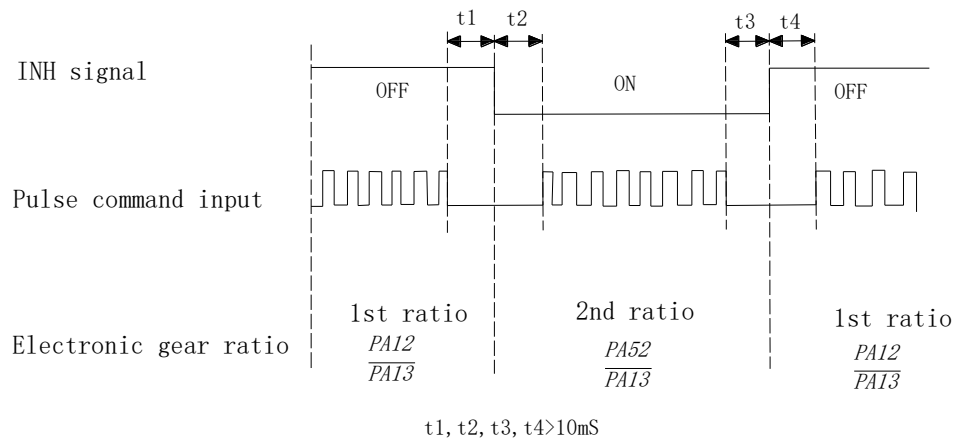 t1 t2 t3 t4
INH signal
OFF ON OFF
Pulse command input
1st ratio 2nd ratio 1st ratio
Electronic gear ratio
PA12 PA52 PA12
PA13 PA13 PA13
t1,t2,t3,t4>10mS